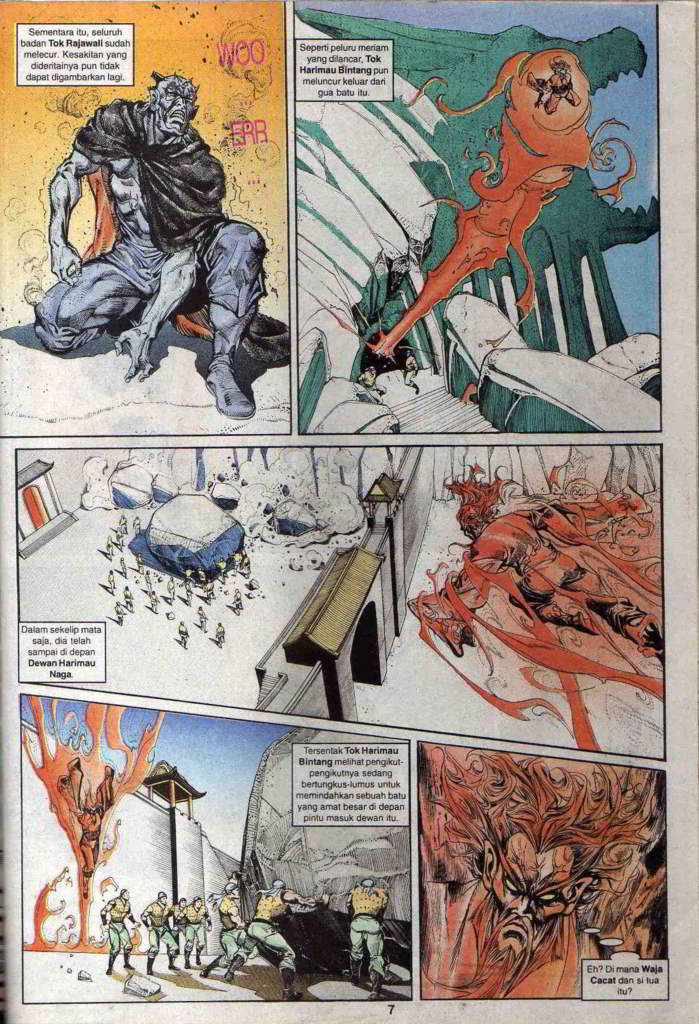 Sementara itu, seluruh
badan Tok Rajawali sudah
melecur. Kesakitan yang
dideritainya pun tidak
dapat digambarkan lagi.
WOO
...
ERR
...
Seperti peluru meriam
yang dilancar, Tok
Harimau Bintang pun
meluncur keluar dari
gua batu itu.
Dalam sekelip mata
saja, dia telah
sampai di depan
Dewan Harimau
Naga.
Tersentak Tok Harimau
Bintang melihat pengikut-
pengikutnya sedang
bertungkus-lumus untuk
memindahkan sebuah batu
yang amat besar di depan
pintu masuk dewan itu.
Eh? Di mana Waja
Cacat dan si tua
itu?
7